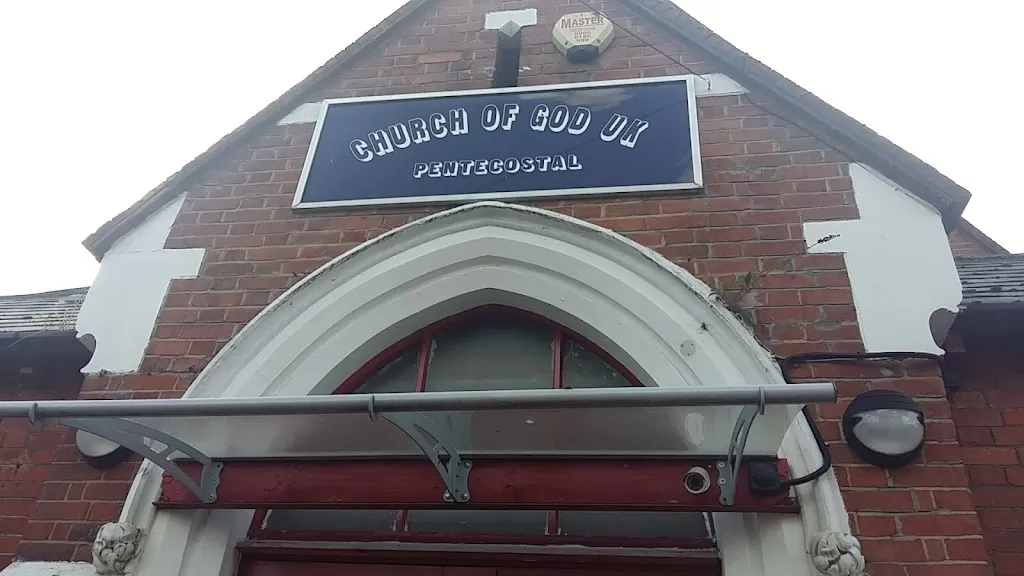 MASTER
CHURCH OF GOD UK
PENTECOSTAL